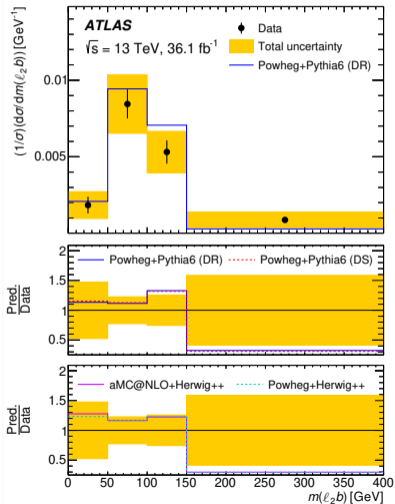 ATLAS
√s = 13 TeV, 36.1 fb⁻¹
Data
Total uncertainty
Powheg+Pythia6 (DR)
(1/σ)(dσ/dm(ℓ₂b)) [GeV⁻¹]
0.01
0.005
Powheg+Pythia6 (DR) Powheg+Pythia6 (DS)
Pred.
Data
2
1.5
1
0.5
aMC@NLO+Herwig++ Powheg+Herwig++
Pred.
Data
2
1.5
1
0.5
0 50 100 150 200 250 300 350 400
m(ℓ₂b) [GeV]